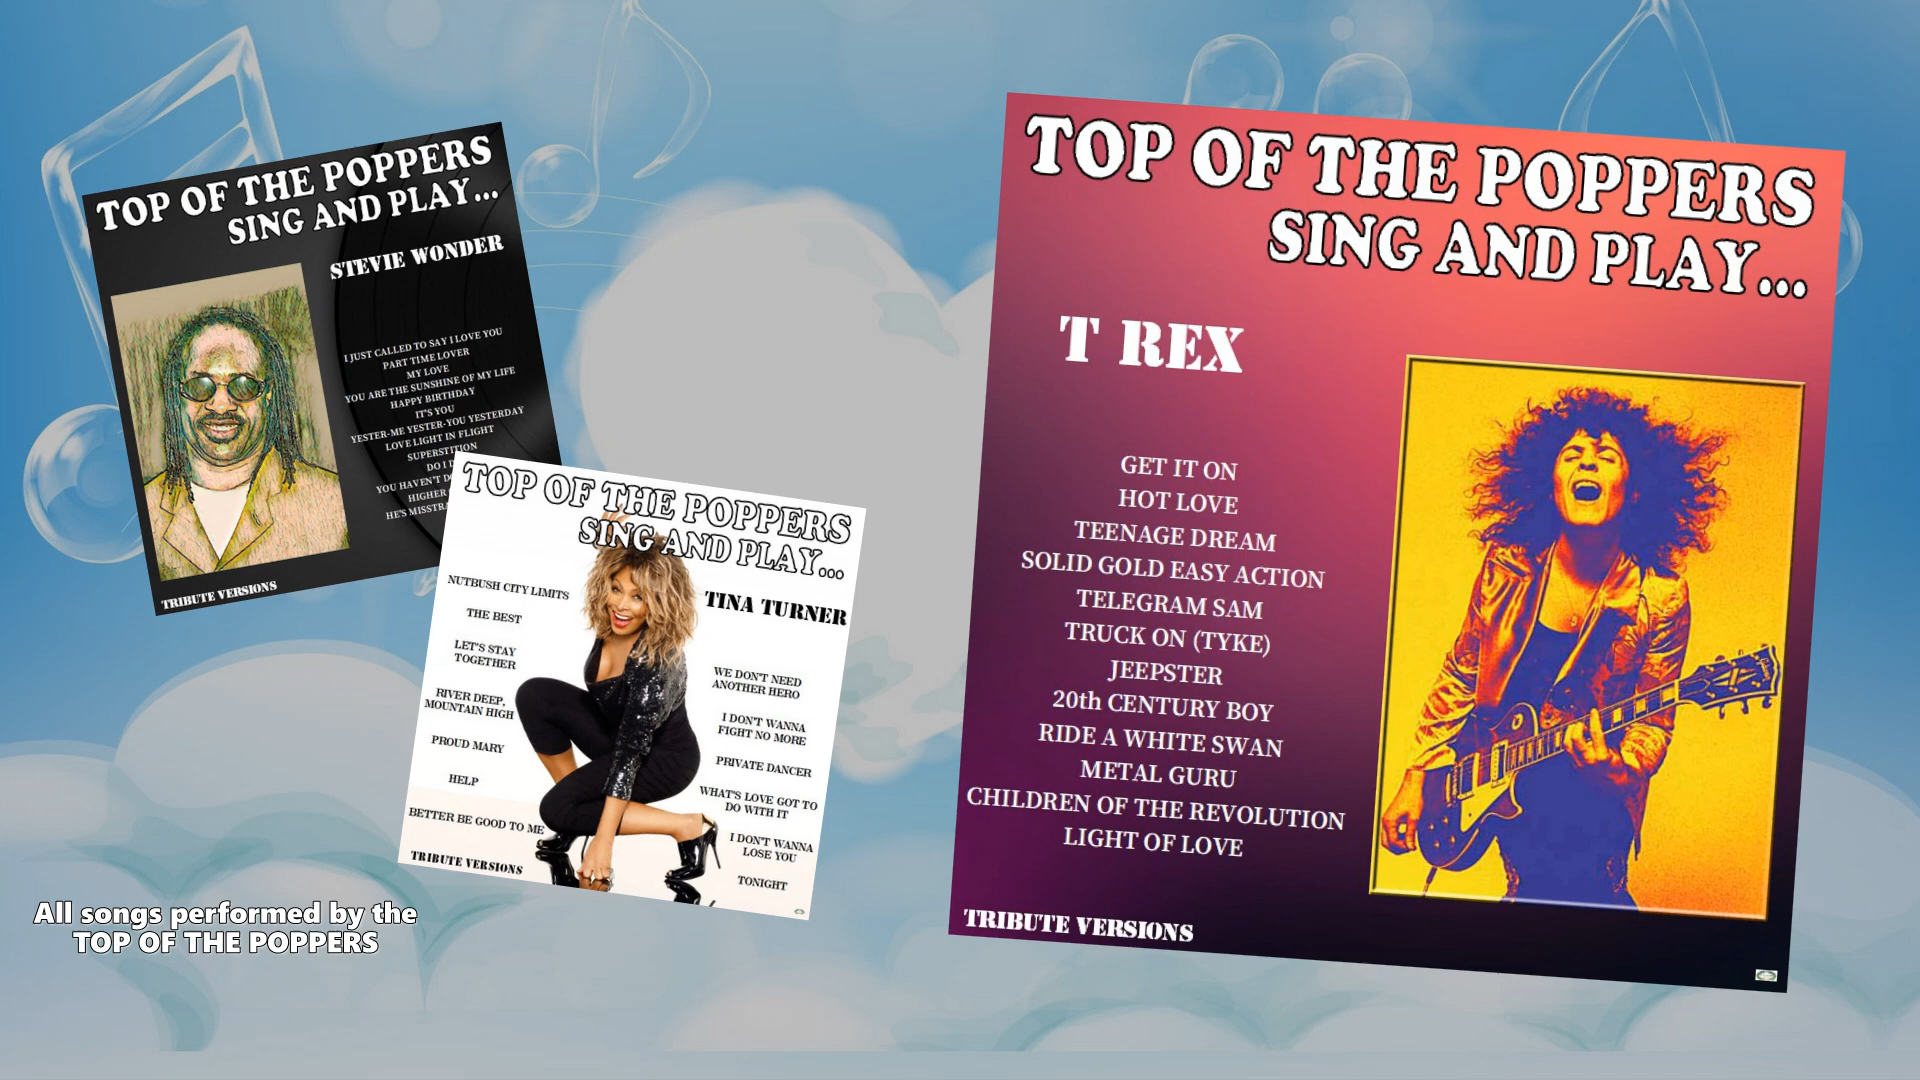 TOP OF THE POPPERS
SING AND PLAY...
STEVIE WONDER
I JUST CALLED TO SAY I LOVE YOU
PART TIME LOVER
MY LOVE
YOU ARE THE SUNSHINE OF MY LIFE
HAPPY BIRTHDAY
IT'S YOU
YESTER-ME YESTER-YOU YESTERDAY
LOVE LIGHT IN FLIGHT
SUPERSTITION
DO I
YOU HAVEN'T
HIGHER
HE'S
TRIBUTE VERSIONS
TOP OF THE POPPERS
SING AND PLAY...
TINA TURNER
NUTBUSH CITY LIMITS
THE BEST
LET'S STAY
TOGETHER
RIVER DEEP,
MOUNTAIN HIGH
PROUD MARY
HELP
BETTER BE GOOD TO ME
WE DON'T NEED
ANOTHER HERO
I DON'T WANNA
FIGHT NO MORE
PRIVATE DANCER
WHAT'S LOVE GOT TO
DO WITH IT
I DON'T WANNA
LOSE YOU
TONIGHT
TRIBUTE VERSIONS
TOP OF THE POPPERS
SING AND PLAY...
T REX
GET IT ON
HOT LOVE
TEENAGE DREAM
SOLID GOLD EASY ACTION
TELEGRAM SAM
TRUCK ON (TYKE)
JEEPSTER
20th CENTURY BOY
RIDE A WHITE SWAN
METAL GURU
CHILDREN OF THE REVOLUTION
LIGHT OF LOVE
TRIBUTE VERSIONS
All songs performed by the
TOP OF THE POPPERS